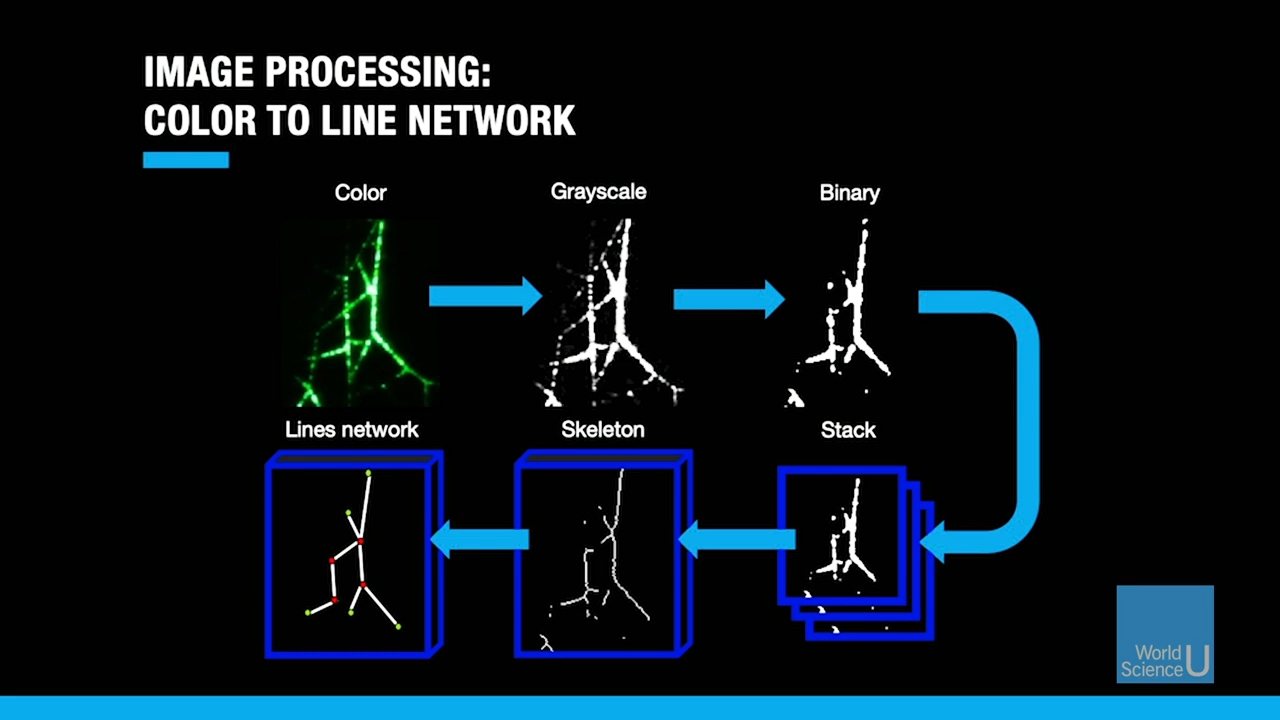 IMAGE PROCESSING:
COLOR TO LINE NETWORK
Color
Grayscale
Binary
Lines network
Skeleton
Stack
World
Science U